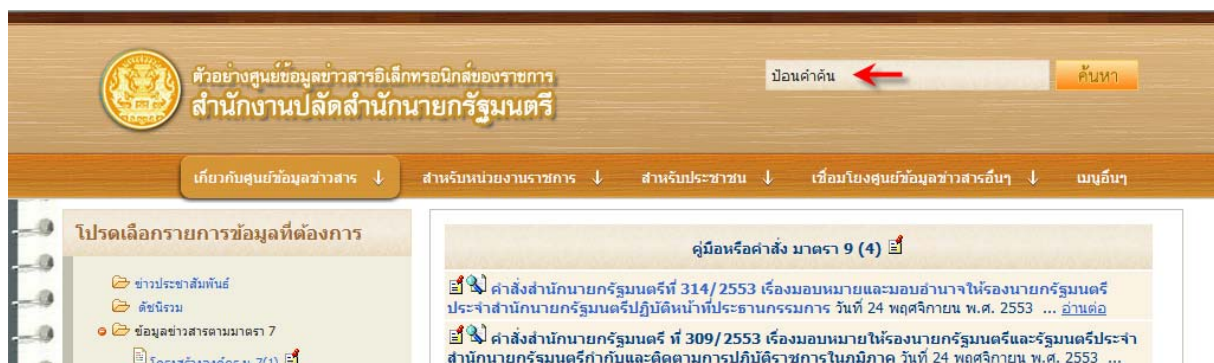 ตัวอย่างศูนย์ข้อมูลข่าวสารอิเล็กทรอนิกส์ของราชการ
สำนักงานปลัดสำนักนายกรัฐมนตรี
ป้อนคำค้น
ค้นหา
เกี่ยวกับศูนย์ข้อมูลข่าวสาร ↓ สำหรับหน่วยงานราชการ ↓ สำหรับประชาชน ↓ เชื่อมโยงศูนย์ข้อมูลข่าวสารอื่นๆ ↓ เมนูอื่นๆ
โปรดเลือกรายการข้อมูลที่ต้องการ
ข่าวประชาสัมพันธ์
ดัชนีรวม
ข้อมูลข่าวสารตามมาตรา 7
โครงสร้างองค์กร ม.7(1)
คู่มือหรือคำสั่ง มาตรา 9 (4)
คำสั่งสำนักนายกรัฐมนตรีที่ 314/2553 เรื่องมอบหมายและมอบอำนาจให้รองนายกรัฐมนตรี
ประจำสำนักนายกรัฐมนตรีปฏิบัติหน้าที่ประธานกรรมการ วันที่ 24 พฤศจิกายน พ.ศ. 2553 ... อ่านต่อ
คำสั่งสำนักนายกรัฐมนตรี ที่ 309/2553 เรื่องมอบหมายให้รองนายกรัฐมนตรีและรัฐมนตรีประจำ
สำนักนายกรัฐมนตรีกำกับและติดตามการปฏิบัติราชการในภูมิภาค วันที่ 24 พฤศจิกายน พ.ศ. 2553 ...